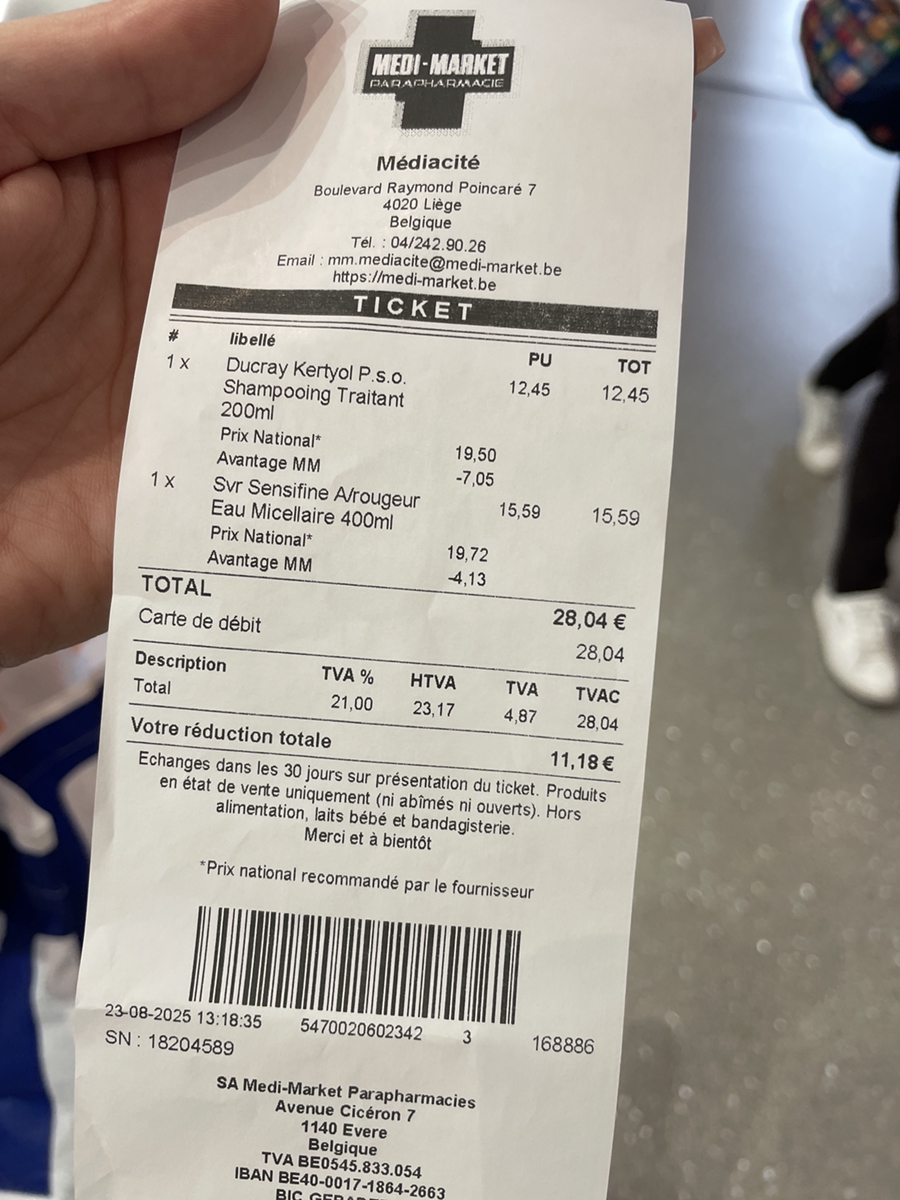 MEDI-MARKET
PARAPHARMACIE
Médiacité
Boulevard Raymond Poincaré 7
4020 Liège
Belgique
Tél. : 04/242.90.26
Email : mm.mediacite@medi-market.be
https://medi-market.be
TICKET
# libellé PU TOT
1 x Ducray Kertyol P.s.o. 12,45 12,45
Shampooing Traitant
200ml
Prix National* 19,50
Avantage MM -7,05
1 x Svr Sensifine A/rougeur 15,59 15,59
Eau Micellaire 400ml
Prix National* 19,72
Avantage MM -4,13
TOTAL 28,04 €
Carte de débit 28,04
Description TVA % HTVA TVA TVAC
Total 21,00 23,17 4,87 28,04
Votre réduction totale 11,18 €
Echanges dans les 30 jours sur présentation du ticket. Produits
en état de vente uniquement (ni abîmés ni ouverts). Hors
alimentation, laits bébé et bandagisterie.
Merci et à bientôt
*Prix national recommandé par le fournisseur
23-08-2025 13:18:35 5470020602342 3 168886
SN : 18204589
SA Medi-Market Parapharmacies
Avenue Cicéron 7
1140 Evere
Belgique
TVA BE0545.833.054
IBAN BE40-0017-1864-2663
BIC